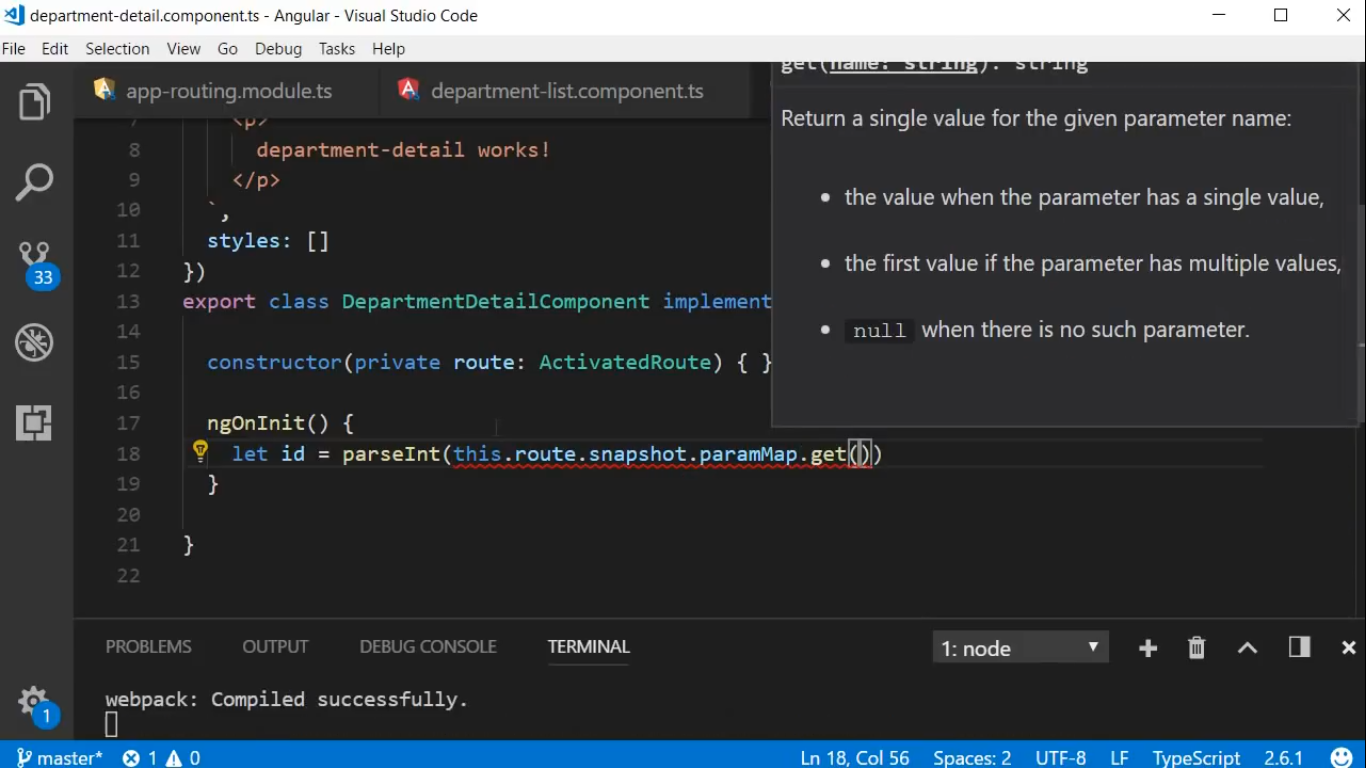 department-detail.component.ts - Angular - Visual Studio Code
File Edit Selection View Go Debug Tasks Help
app-routing.module.ts department-list.component.ts
get(name: string): string
Return a single value for the given parameter name:
• the value when the parameter has a single value,
• the first value if the parameter has multiple values,
• null when there is no such parameter.
7 <p>
8 department-detail works!
9 </p>
10 `,
11 styles: []
12 })
13 export class DepartmentDetailComponent implement
14
15 constructor(private route: ActivatedRoute) { }
16
17 ngOnInit() {
18 let id = parseInt(this.route.snapshot.paramMap.get())
19 }
20
21 }
22
33
1
PROBLEMS OUTPUT DEBUG CONSOLE TERMINAL 1: node
webpack: Compiled successfully.
master* 1 0 Ln 18, Col 56 Spaces: 2 UTF-8 LF TypeScript 2.6.1